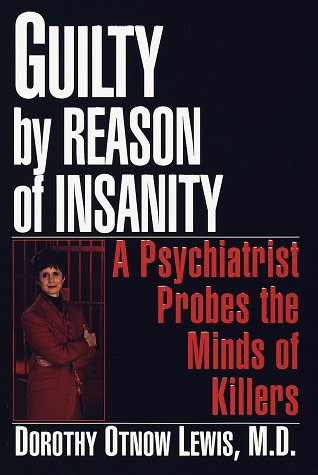 GUILTY
by REASON
of INSANITY
A Psychiatrist
Probes the
Minds of
Killers
DOROTHY OTNOW LEWIS, M.D.